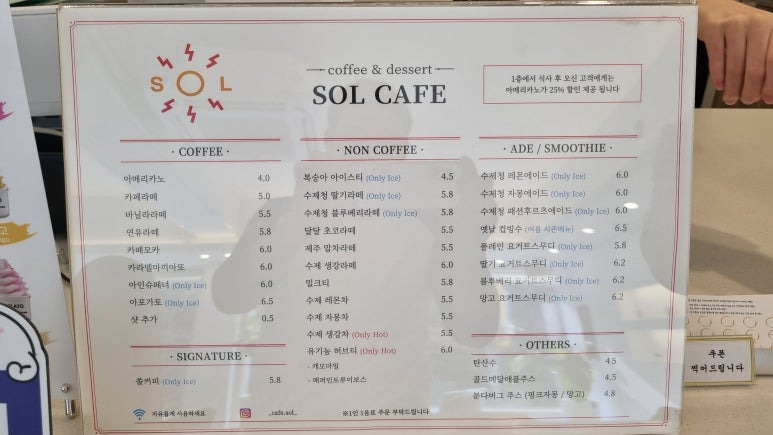 SOL
coffee & dessert
SOL CAFE
1층에서 식사 후 오신 고객에게는
아메리카노가 25% 할인 제공 됩니다
· COFFEE ·
아메리카노 4.0
카페라떼 5.0
바닐라라떼 5.5
연유라떼 5.8
카페모카 6.0
카라멜마끼아또 6.0
아인슈페너 (Only Ice) 6.0
아포가토 (Only Ice) 6.5
샷 추가 0.5
· SIGNATURE ·
쏠커피 (Only Ice) 5.8
· NON COFFEE ·
복숭아 아이스티 (Only Ice) 4.5
수제청 딸기라떼 (Only Ice) 5.8
수제청 블루베리라떼 (Only Ice) 5.8
달달 초코라떼 5.5
제주 말차라떼 5.5
수제 생강라떼 6.0
밀크티 5.8
수제 레몬차 5.5
수제 자몽차 5.5
수제 생강차 (Only Hot) 5.5
유기농 허브티 (Only Hot) 6.0
- 캐모마일
- 페퍼민트루이보스
· ADE / SMOOTHIE ·
수제청 레몬에이드 (Only Ice) 6.0
수제청 자몽에이드 (Only Ice) 6.0
수제청 패션후르츠에이드 (Only Ice) 6.0
옛날 컵빙수 (여름 시즌메뉴) 6.5
플레인 요거트스무디 (Only Ice) 5.8
딸기 요거트스무디 (Only Ice) 6.2
블루베리 요거트스무디 (Only Ice) 6.2
망고 요거트스무디 (Only Ice) 6.2
· OTHERS ·
탄산수 4.5
골드메달애플주스 4.5
분다버그 주스 (핑크자몽 / 망고) 4.8
자유롭게 사용하세요
_cafe.sol_
※1인 1음료 주문 부탁드립니다
쿠폰
찍어드립니다